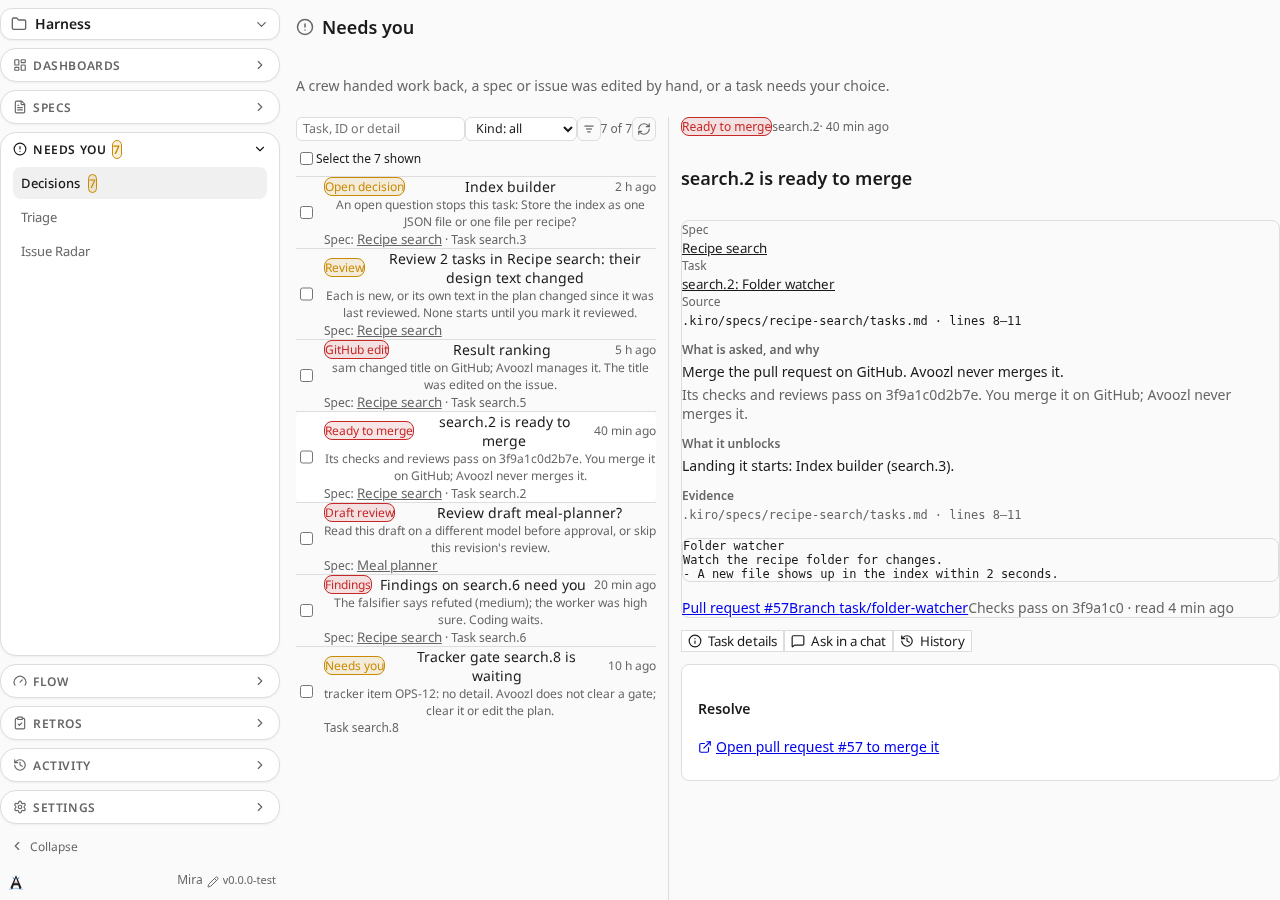 Harness
DASHBOARDS
SPECS
NEEDS YOU 7
Decisions 7
Triage
Issue Radar
FLOW
RETROS
ACTIVITY
SETTINGS
Collapse
Mira v0.0.0-test
Needs you
A crew handed work back, a spec or issue was edited by hand, or a task needs your choice.
Task, ID or detail Kind: all 7 of 7
Select the 7 shown
Open decision Index builder 2 h ago
An open question stops this task: Store the index as one
JSON file or one file per recipe?
Spec: Recipe search · Task search.3
Review Review 2 tasks in Recipe search: their
design text changed
Each is new, or its own text in the plan changed since it was
last reviewed. None starts until you mark it reviewed.
Spec: Recipe search
GitHub edit Result ranking 5 h ago
sam changed title on GitHub; Avoozl manages it. The title
was edited on the issue.
Spec: Recipe search · Task search.5
Ready to merge search.2 is ready to
merge 40 min ago
Its checks and reviews pass on 3f9a1c0d2b7e. You merge it
on GitHub; Avoozl never merges it.
Spec: Recipe search · Task search.2
Draft review Review draft meal-planner?
Read this draft on a different model before approval, or skip
this revision's review.
Spec: Meal planner
Findings Findings on search.6 need you 20 min ago
The falsifier says refuted (medium); the worker was high
sure. Coding waits.
Spec: Recipe search · Task search.6
Needs you Tracker gate search.8 is
waiting 10 h ago
tracker item OPS-12: no detail. Avoozl does not clear a gate;
clear it or edit the plan.
Task search.8
Ready to merge search.2 · 40 min ago
search.2 is ready to merge
Spec
Recipe search
Task
search.2: Folder watcher
Source
.kiro/specs/recipe-search/tasks.md · lines 8–11
What is asked, and why
Merge the pull request on GitHub. Avoozl never merges it.
Its checks and reviews pass on 3f9a1c0d2b7e. You merge it on GitHub; Avoozl never
merges it.
What it unblocks
Landing it starts: Index builder (search.3).
Evidence
.kiro/specs/recipe-search/tasks.md · lines 8–11
Folder watcher
Watch the recipe folder for changes.
- A new file shows up in the index within 2 seconds.
Pull request #57Branch task/folder-watcherChecks pass on 3f9a1c0 · read 4 min ago
Task details Ask in a chat History
Resolve
Open pull request #57 to merge it